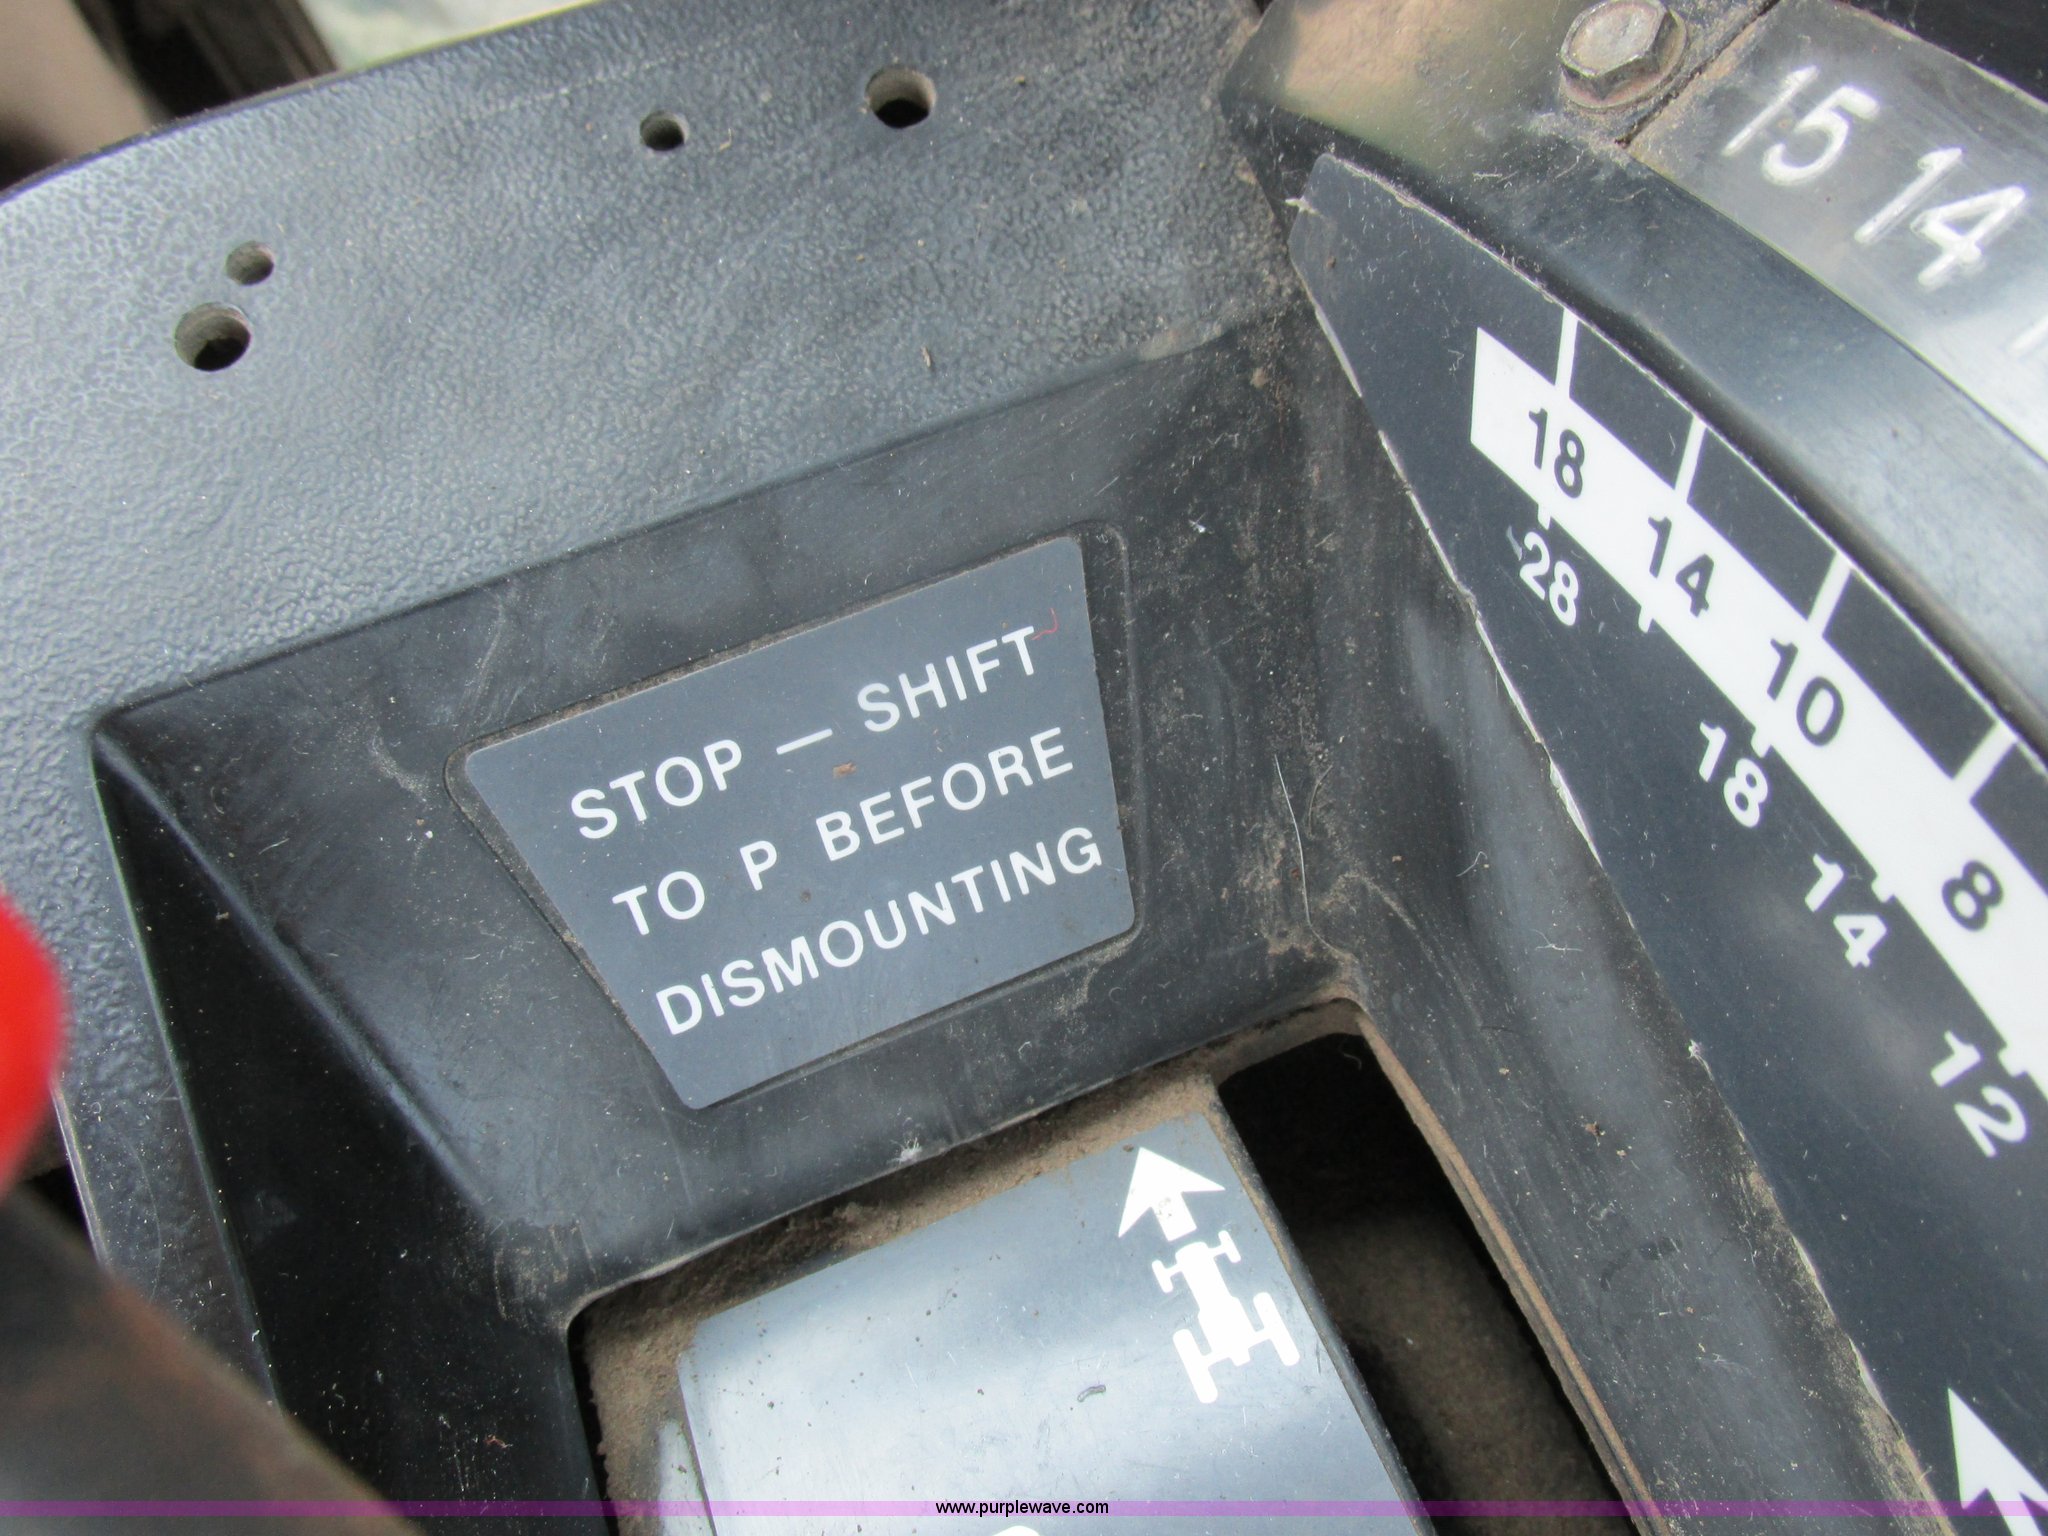 15 14
18
14
10
8
28
18
14
12
STOP — SHIFT
TO P BEFORE
DISMOUNTING
www.purplewave.com